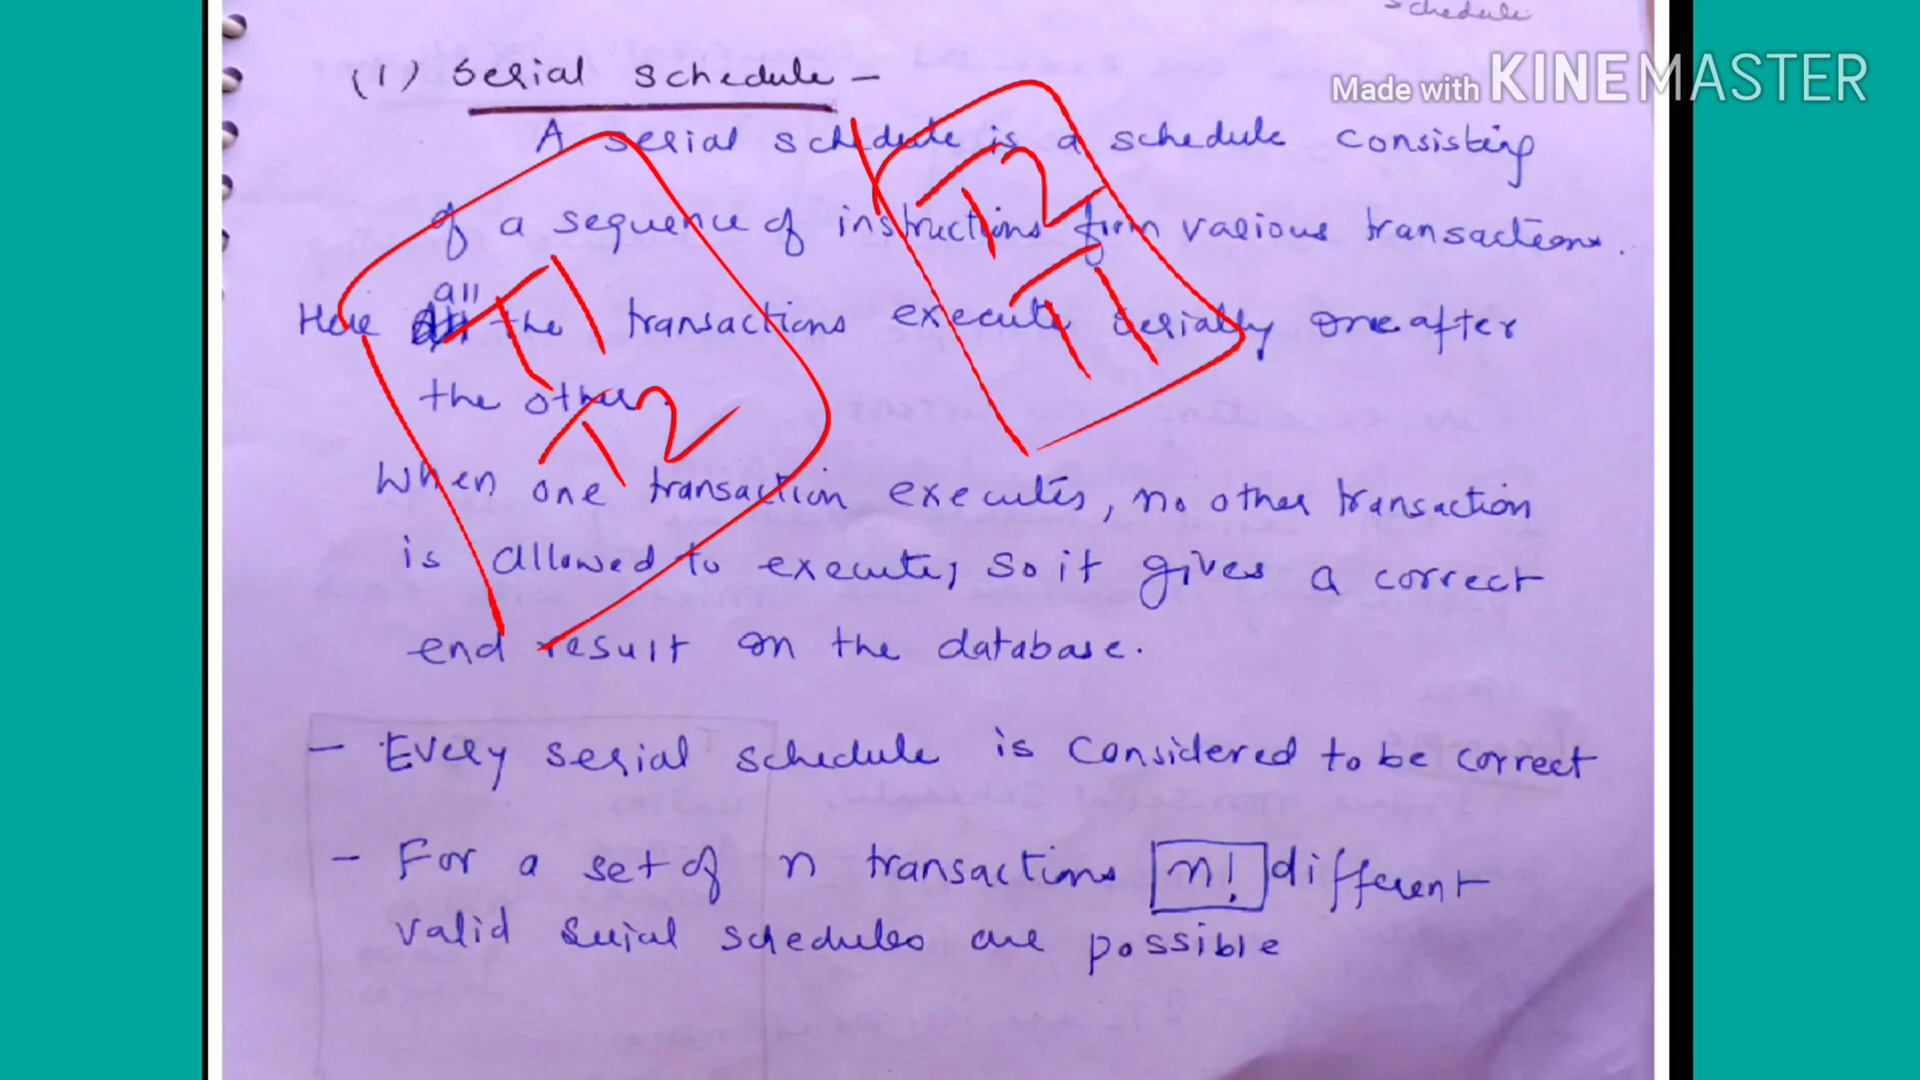 schedule
Made with KINEMASTER
(1) Serial schedule -
A serial schedule is a schedule consisting
of a sequence of instructions from various transactions.
Here all the transactions execute serially one after
the other.
When one transaction executes, no other transaction
is allowed to execute, so it gives a correct
end result on the database.
- Every serial schedule is considered to be correct
- For a set of n transactions n! different
valid serial schedules are possible
T1
T2
T2
T1